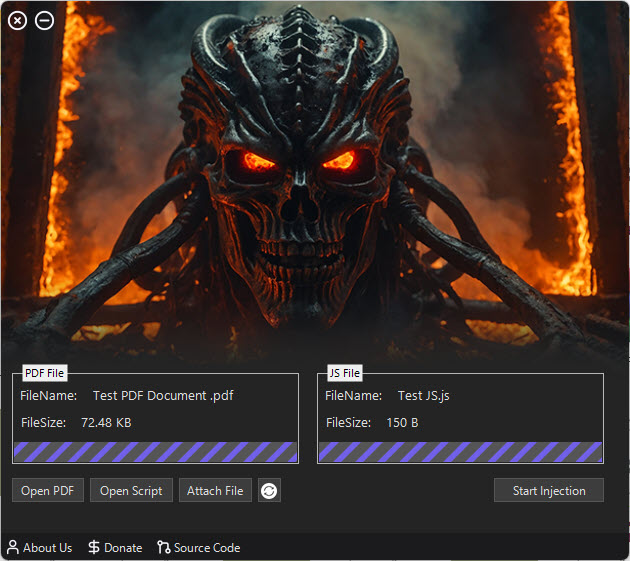 PDF File
FileName: Test PDF Document .pdf
FileSize: 72.48 KB
JS File
FileName: Test JS.js
FileSize: 150 B
Open PDF Open Script Attach File Start Injection
About Us Donate Source Code